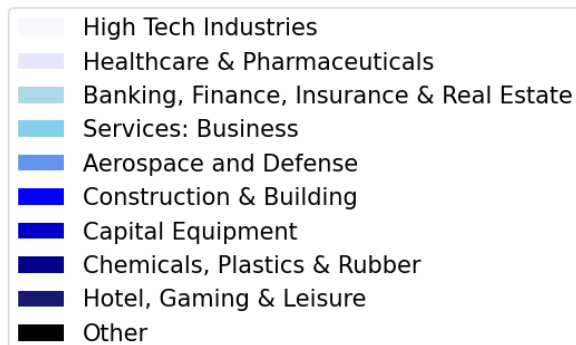 High Tech Industries
Healthcare & Pharmaceuticals
Banking, Finance, Insurance & Real Estate
Services: Business
Aerospace and Defense
Construction & Building
Capital Equipment
Chemicals, Plastics & Rubber
Hotel, Gaming & Leisure
Other